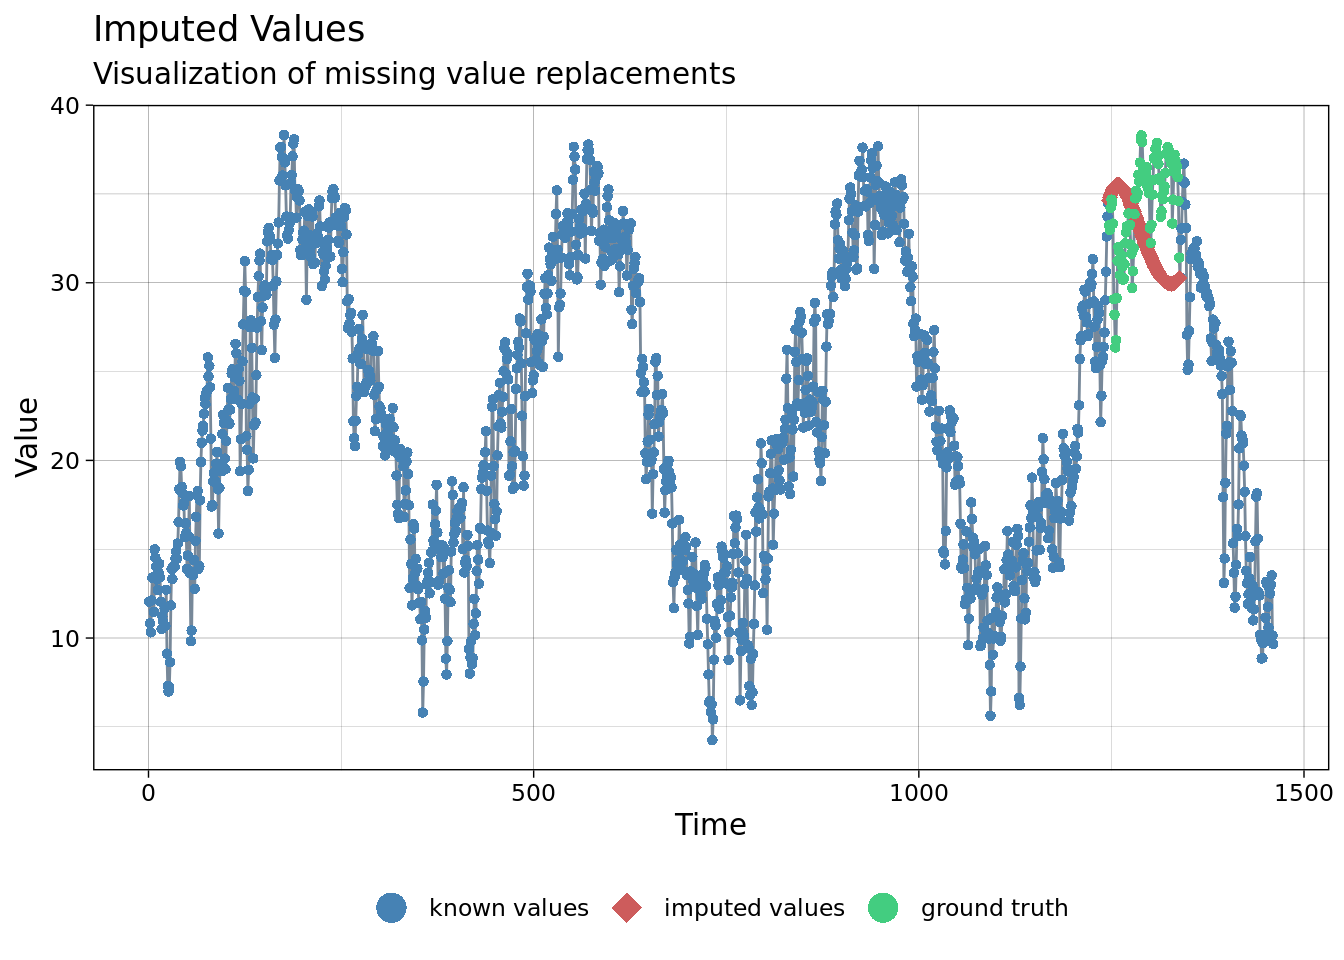 Imputed Values
Visualization of missing value replacements
40
30
20
10
Value
0 500 1000 1500
Time
known values imputed values ground truth